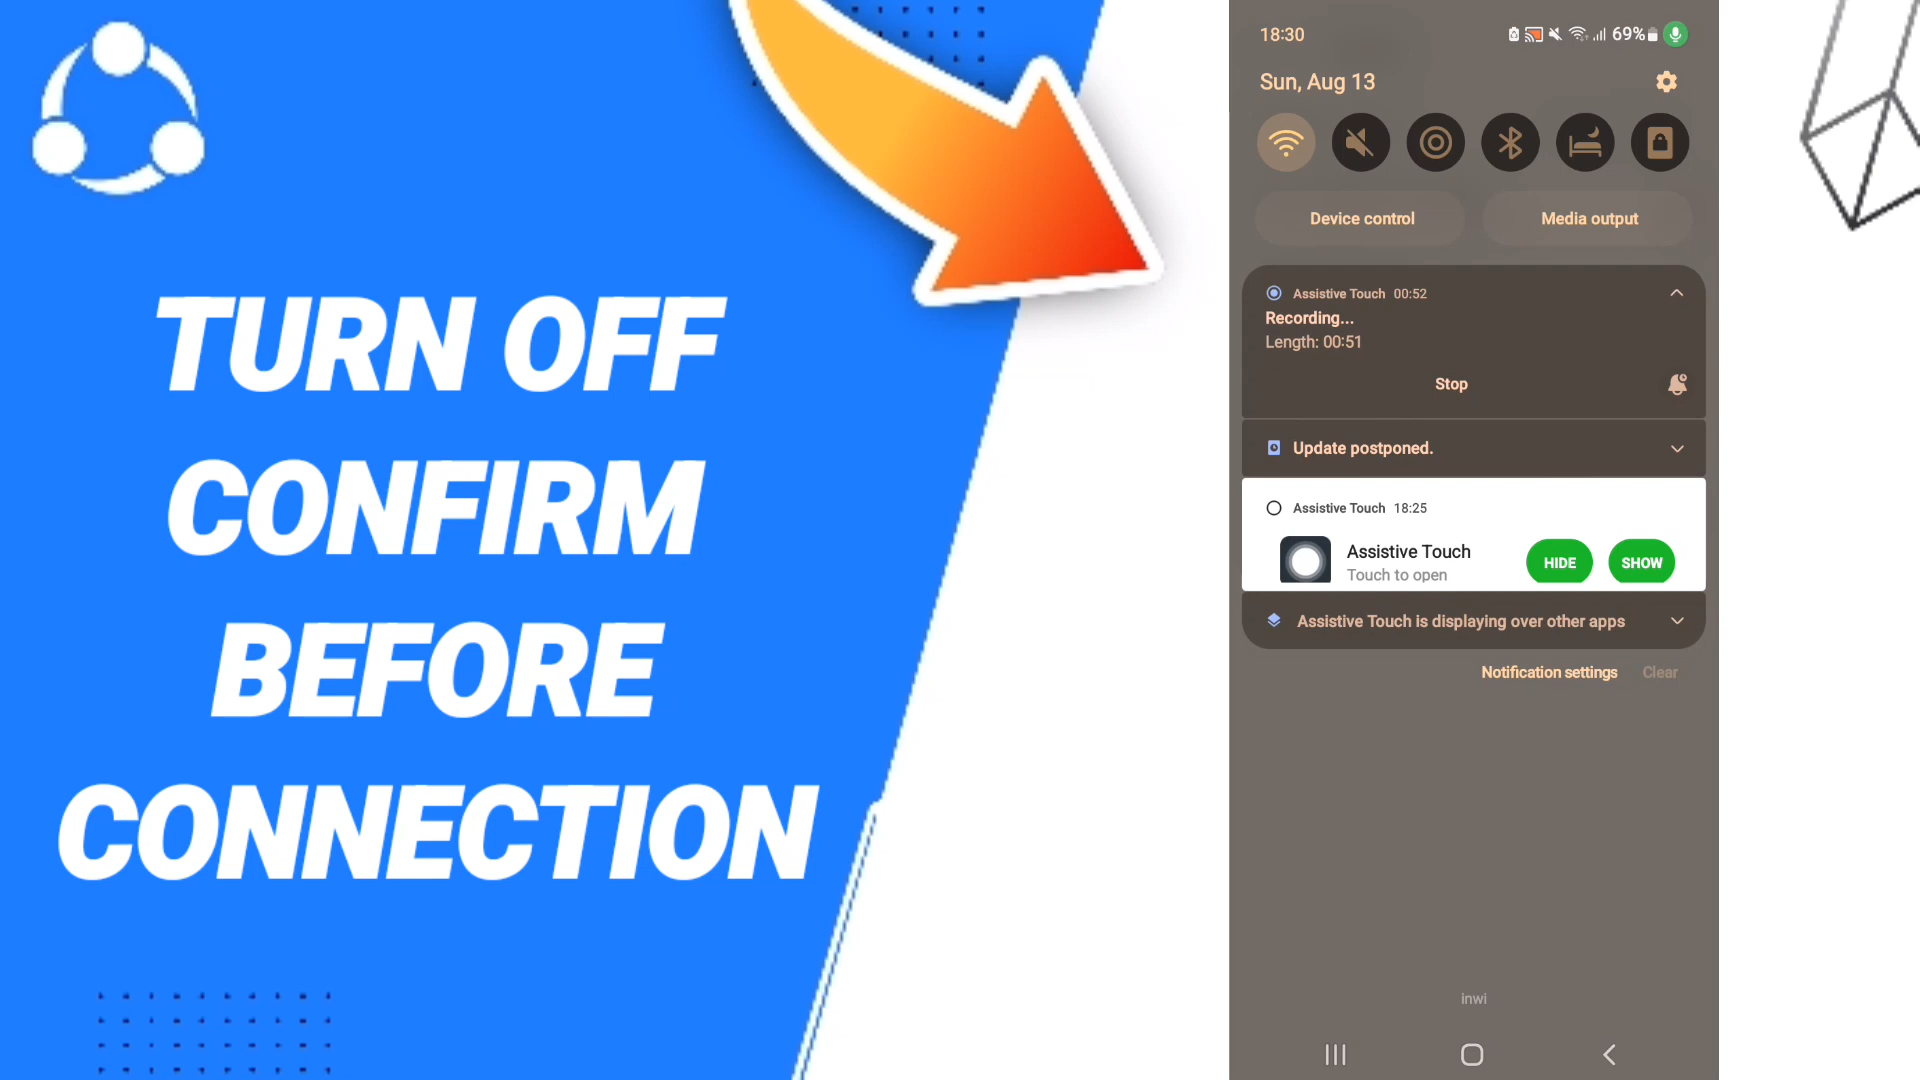 TURN OFF
CONFIRM
BEFORE
CONNECTION
18:30
69%
Sun, Aug 13
Device control
Media output
Assistive Touch 00:52
Recording...
Length: 00:51
Stop
Update postponed.
Assistive Touch 18:25
Assistive Touch
Touch to open
HIDE
SHOW
Assistive Touch is displaying over other apps
Notification settings
Clear
inwi